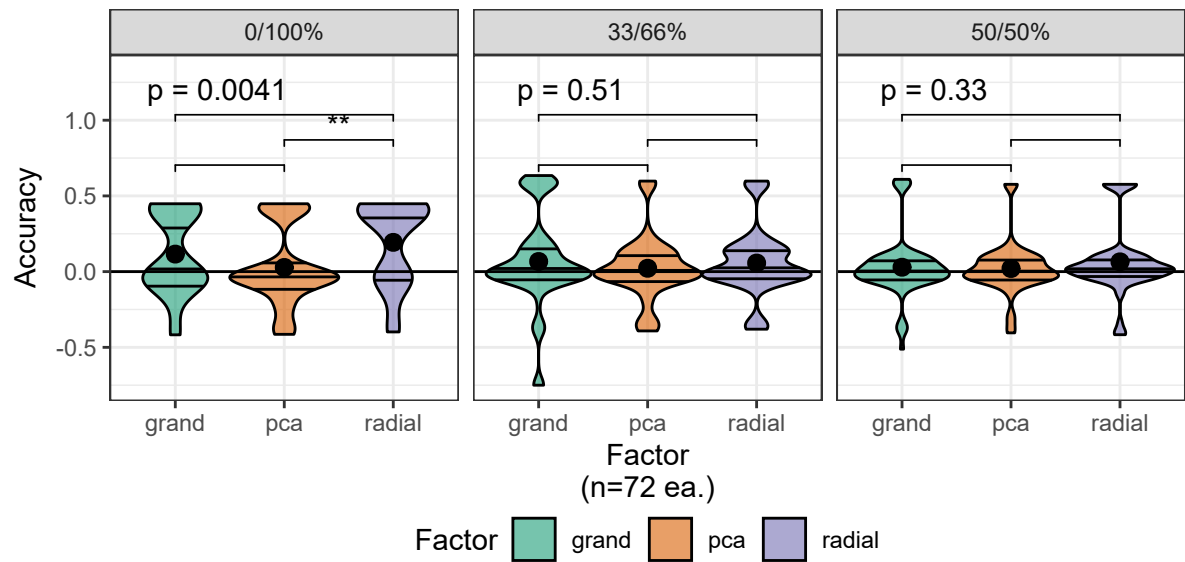 0/100% 33/66% 50/50%
p = 0.0041 p = 0.51 p = 0.33
**
1.0
0.5
0.0
-0.5
Accuracy
grand pca radial grand pca radial grand pca radial
Factor
(n=72 ea.)
Factor grand pca radial